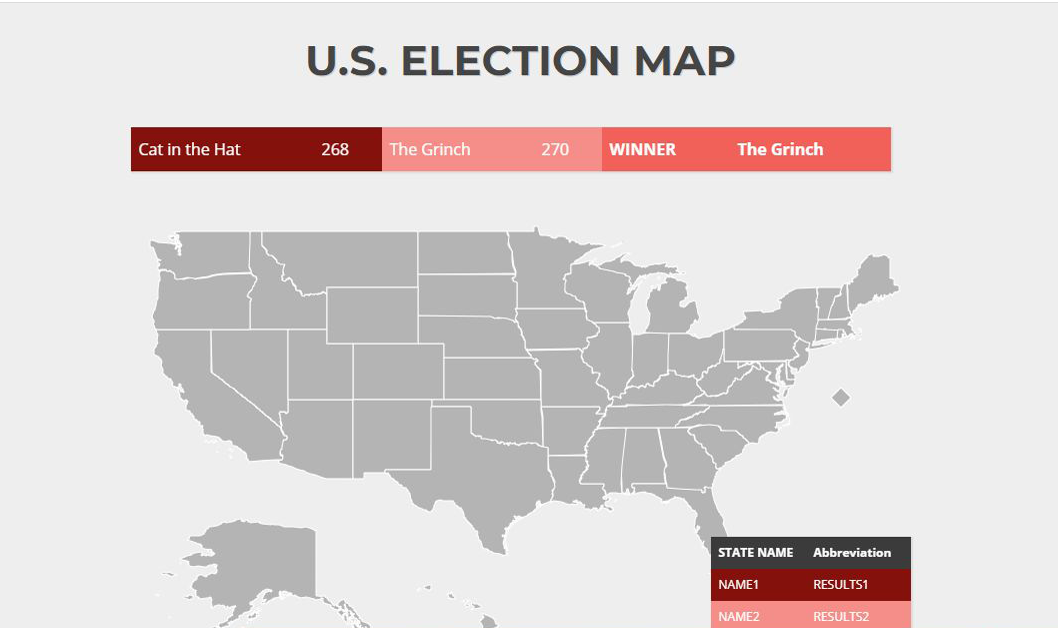 U.S. ELECTION MAP
Cat in the Hat 268 The Grinch 270 WINNER The Grinch
STATE NAME Abbreviation
NAME1 RESULTS1
NAME2 RESULTS2